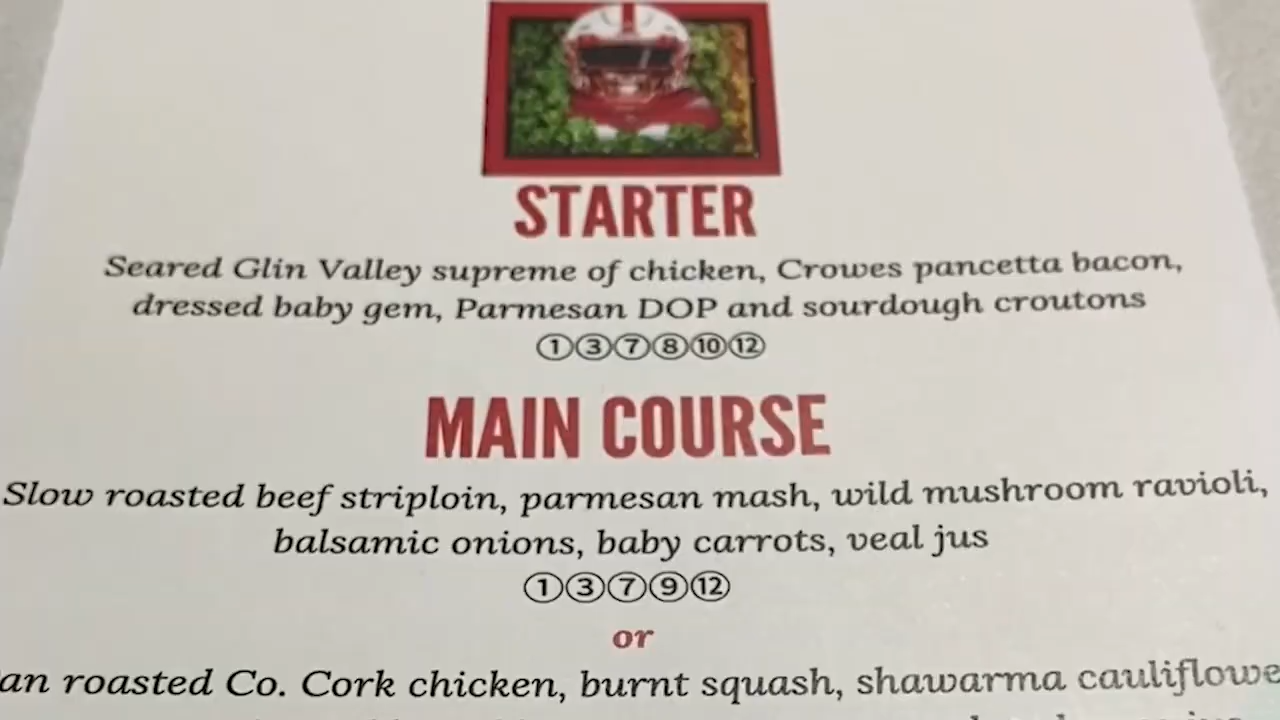 STARTER
Seared Glin Valley supreme of chicken, Crowes pancetta bacon,
dressed baby gem, Parmesan DOP and sourdough croutons
①③⑦⑧⑩⑫
MAIN COURSE
Slow roasted beef striploin, parmesan mash, wild mushroom ravioli,
balsamic onions, baby carrots, veal jus
①③⑦⑨⑫
or
an roasted Co. Cork chicken, burnt squash, shawarma cauliflowe